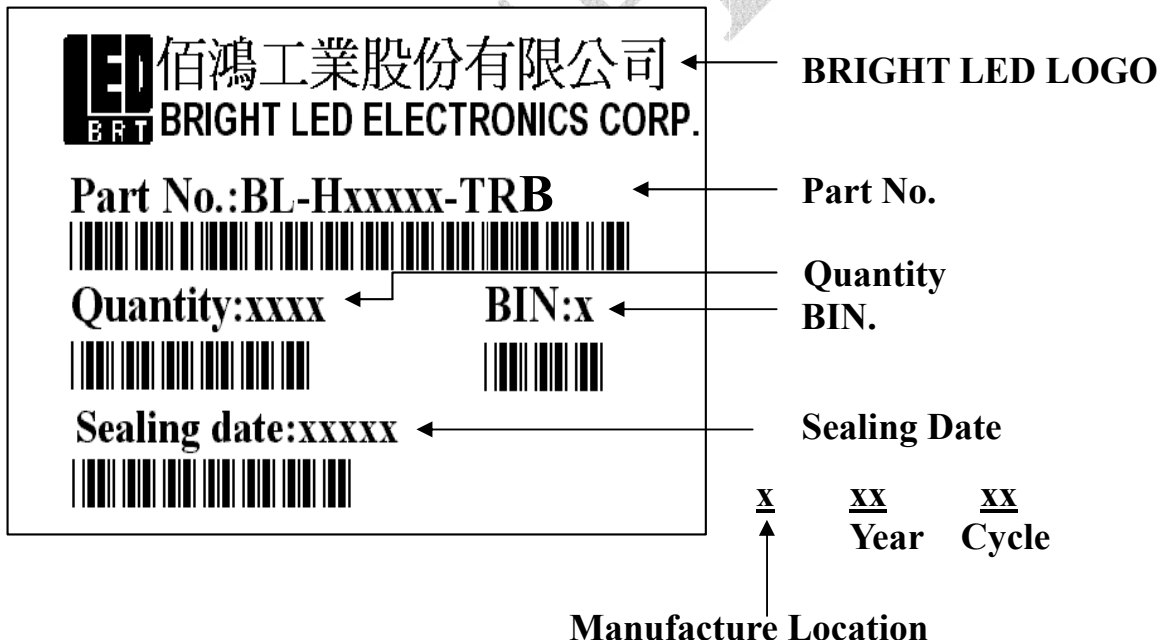 LED
BRT
佰鴻工業股份有限公司
BRIGHT LED ELECTRONICS CORP.
BRIGHT LED LOGO
Part No.:BL-Hxxxxx-TRB
Part No.
Quantity:xxxx
BIN:x
Quantity
BIN.
Sealing date:xxxxx
Sealing Date
x xx xx
Year Cycle
Manufacture Location